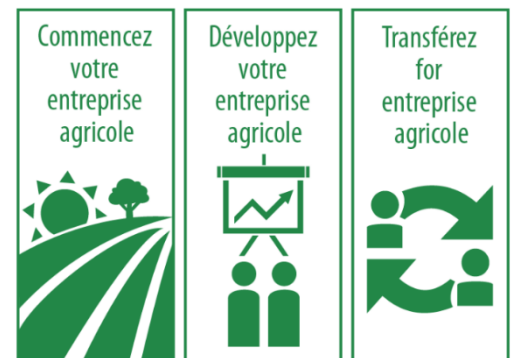 Commencez
votre
entreprise
agricole
Développez
votre
entreprise
agricole
Transférez
for
entreprise
agricole